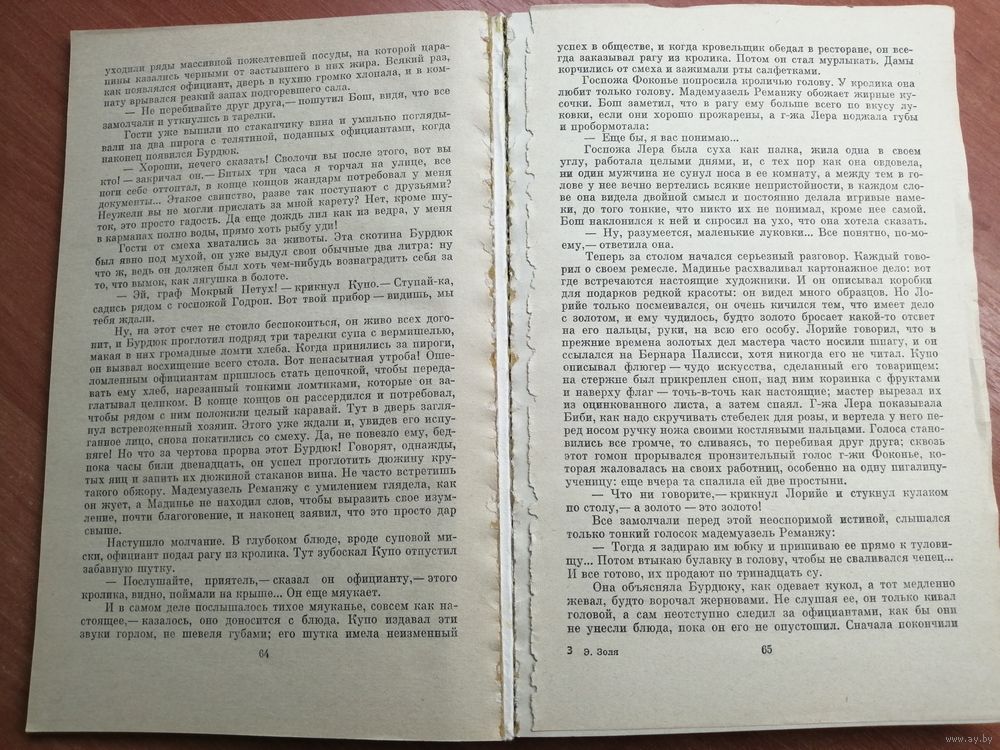 уходили ряды массивной пожелтевшей посуды, на которой цара-
пины казались черными от застывшего в них жира. Всякий раз,
как появлялся официант, дверь в кухню громко хлопала, и в ком-
нату врывался резкий запах подгоревшего сала.
— Не перебивайте друг друга,— пошутил Бош, видя, что все
замолчали и уткнулись в тарелки.
Гости уже выпили по стаканчику вина и умильно погляды-
вали на два пирога с телятиной, поданных официантами, когда
наконец появился Бурдюк.
— Хороши, нечего сказать! Сволочи вы после этого, вот вы
кто! — закричал он.— Битых три часа я торчал на улице, все
ноги себе оттоптал, в конце концов жандарм потребовал у меня
документы... Этакое свинство, разве так поступают с друзьями?
Неужели вы не могли прислать за мной карету? Нет, кроме шу-
ток, это просто гадость. Да еще дождь лил как из ведра, у меня
в карманах полно воды, прямо хоть рыбу уди!
Гости от смеха хватались за животы. Эта скотина Бурдюк
был явно под мухой, он уже выдул свои обычные два литра: ну
что ж, ведь он должен был хоть чем-нибудь вознаградить себя за
то, что вымок, как лягушка в болоте.
— Эй, граф Мокрый Петух! — крикнул Купо.— Ступай-ка,
садись рядом с госпожой Годрон. Вот твой прибор — видишь, мы
тебя ждали.
Ну, на этот счет не стоило беспокоиться, он живо всех дого-
нит, и Бурдюк проглотил подряд три тарелки супа с вермишелью,
макая в них громадные ломти хлеба. Когда принялись за пироги,
он вызвал восхищение всего стола. Вот ненасытная утроба! Оше-
ломленным официантам пришлось стать цепочкой, чтобы переда-
вать ему хлеб, нарезанный тонкими ломтиками, которые он за-
глатывал целиком. В конце концов он рассердился и потребовал,
чтобы рядом с ним положили целый каравай. Тут в дверь загля-
нул встревоженный хозяин. Этого уже ждали и, увидев его испу-
ганное лицо, снова покатились со смеху. Да, не повезло ему, бед-
няге! Но что за чертова прорва этот Бурдюк! Говорят, однажды,
пока часы били двенадцать, он успел проглотить дюжину кру-
тых яиц и запить их дюжиной стаканов вина. Не часто встретишь
такого обжору. Мадемуазель Реманжу с умилением глядела, как
он жует, а Мадинье не находил слов, чтобы выразить свое изум-
ление, почти благоговение, и наконец заявил, что это просто дар
свыше.
Наступило молчание. В глубоком блюде, вроде суповой ми-
ски, официант подал рагу из кролика. Тут зубоскал Купо отпустил
забавную шутку.
— Послушайте, приятель,— сказал он официанту,— этого
кролика, видно, поймали на крыше... Он еще мяукает.
И в самом деле послышалось тихое мяуканье, совсем как на-
стоящее,— казалось, оно доносится с блюда. Купо издавал эти
звуки горлом, не шевеля губами; его шутка имела неизменный
64
успех в обществе, и когда кровельщик обедал в ресторане, он все-
гда заказывал рагу из кролика. Потом он стал мурлыкать. Дамы
корчились от смеха и зажимали рты салфетками.
Госпожа Фоконье попросила кроличью голову. У кролика она
любит только голову. Мадемуазель Реманжу обожает жирные ку-
сочки. Бош заметил, что в рагу ему больше всего по вкусу лу-
ковки, если они хорошо прожарены, а г-жа Лера поджала губы
и пробормотала:
— Еще бы, я вас понимаю...
Госпожа Лера была суха как палка, жила одна в своем
углу, работала целыми днями, и, с тех пор как она овдовела,
ни один мужчина не сунул носа в ее комнату, а между тем в го-
лове у нее вечно вертелись всякие непристойности, в каждом сло-
ве она видела двойной смысл и постоянно делала игривые наме-
ки, до того тонкие, что никто их не понимал, кроме нее самой.
Бош наклонился к ней и спросил на ухо, что она хотела сказать.
— Ну, разумеется, маленькие луковки... Все понятно, по-мо-
ему,— ответила она.
Теперь за столом начался серьезный разговор. Каждый гово-
рил о своем ремесле. Мадинье расхваливал картонажное дело: вот
где встречаются настоящие художники. И он описывал коробки
для подарков редкой красоты; он видел много образцов. Но Ло-
рийе только посмеивался, он очень кичился тем, что имеет дело
с золотом, и ему чудилось, будто золото бросает какой-то отсвет
на его пальцы, руки, на всю его особу. Лорийе говорил, что в
прежние времена золотых дел мастера часто носили шпагу, и он
ссылался на Бернара Палисси, хотя никогда его не читал. Купо
описывал флюгер — чудо искусства, сделанный его товарищем:
на стержне был прикреплен сноп, над ним корзинка с фруктами
и наверху флаг — точь-в-точь как настоящие; мастер вырезал их
из оцинкованного листа, а затем спаял. Г-жа Лера показывала
Биби, как надо скручивать стебелек для розы, и вертела у него пе-
ред носом ручку ножа своими костлявыми пальцами. Голоса стано-
вились все громче, то сливаясь, то перебивая друг друга; сквозь
этот гомон прорывался пронзительный голос г-жи Фоконье, ко-
торая жаловалась на своих работниц, особенно на одну пигалицу-
ученицу: еще вчера та спалила ей две простыни.
— Что ни говорите,— крикнул Лорийе и стукнул кулаком
по столу,— а золото — это золото!
Все замолчали перед этой неоспоримой истиной, слышался
только тонкий голосок мадемуазель Реманжу:
— Тогда я задираю им юбку и пришиваю ее прямо к тулови-
щу... Потом втыкаю булавку в голову, чтобы не сваливался чепец...
И все готово, их продают по тринадцать су.
Она объясняла Бурдюку, как одевает кукол, а тот медленно
жевал, будто ворочал жерновами. Не слушая ее, он только кивал
головой, а сам неотступно следил за официантами, как бы они
не унесли блюда, пока он его не опустошил. Сначала покончили
3 Э. Золя
65
www.ay.by